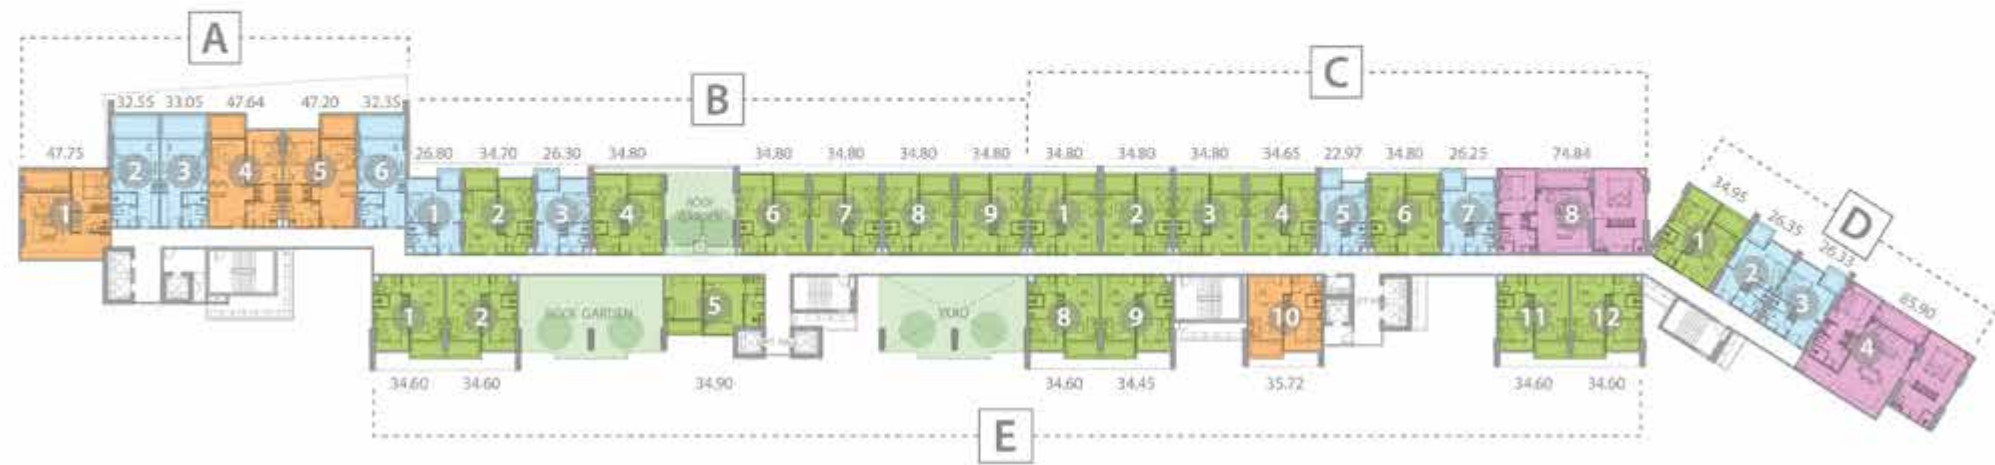 A
C
B
32.55 33.05 47.64 47.20 32.35
47.75
26.80 34.70 26.30 34.80 34.80 34.80 34.80 34.80 34.80 34.80 34.80 34.65 22.97 34.80 26.25 74.84
2 3 4 5 6
1
1 2 3 4 6 7 8 9 1 2 3 4 5 6 7 8
ROOF
GARDEN
34.95 26.35 26.33 85.90
D
1 2 3 4
1 2 ROOF GARDEN 5 8 9 10 11 12
34.60 34.60 34.90 34.60 34.45 35.72 34.60 34.60
E